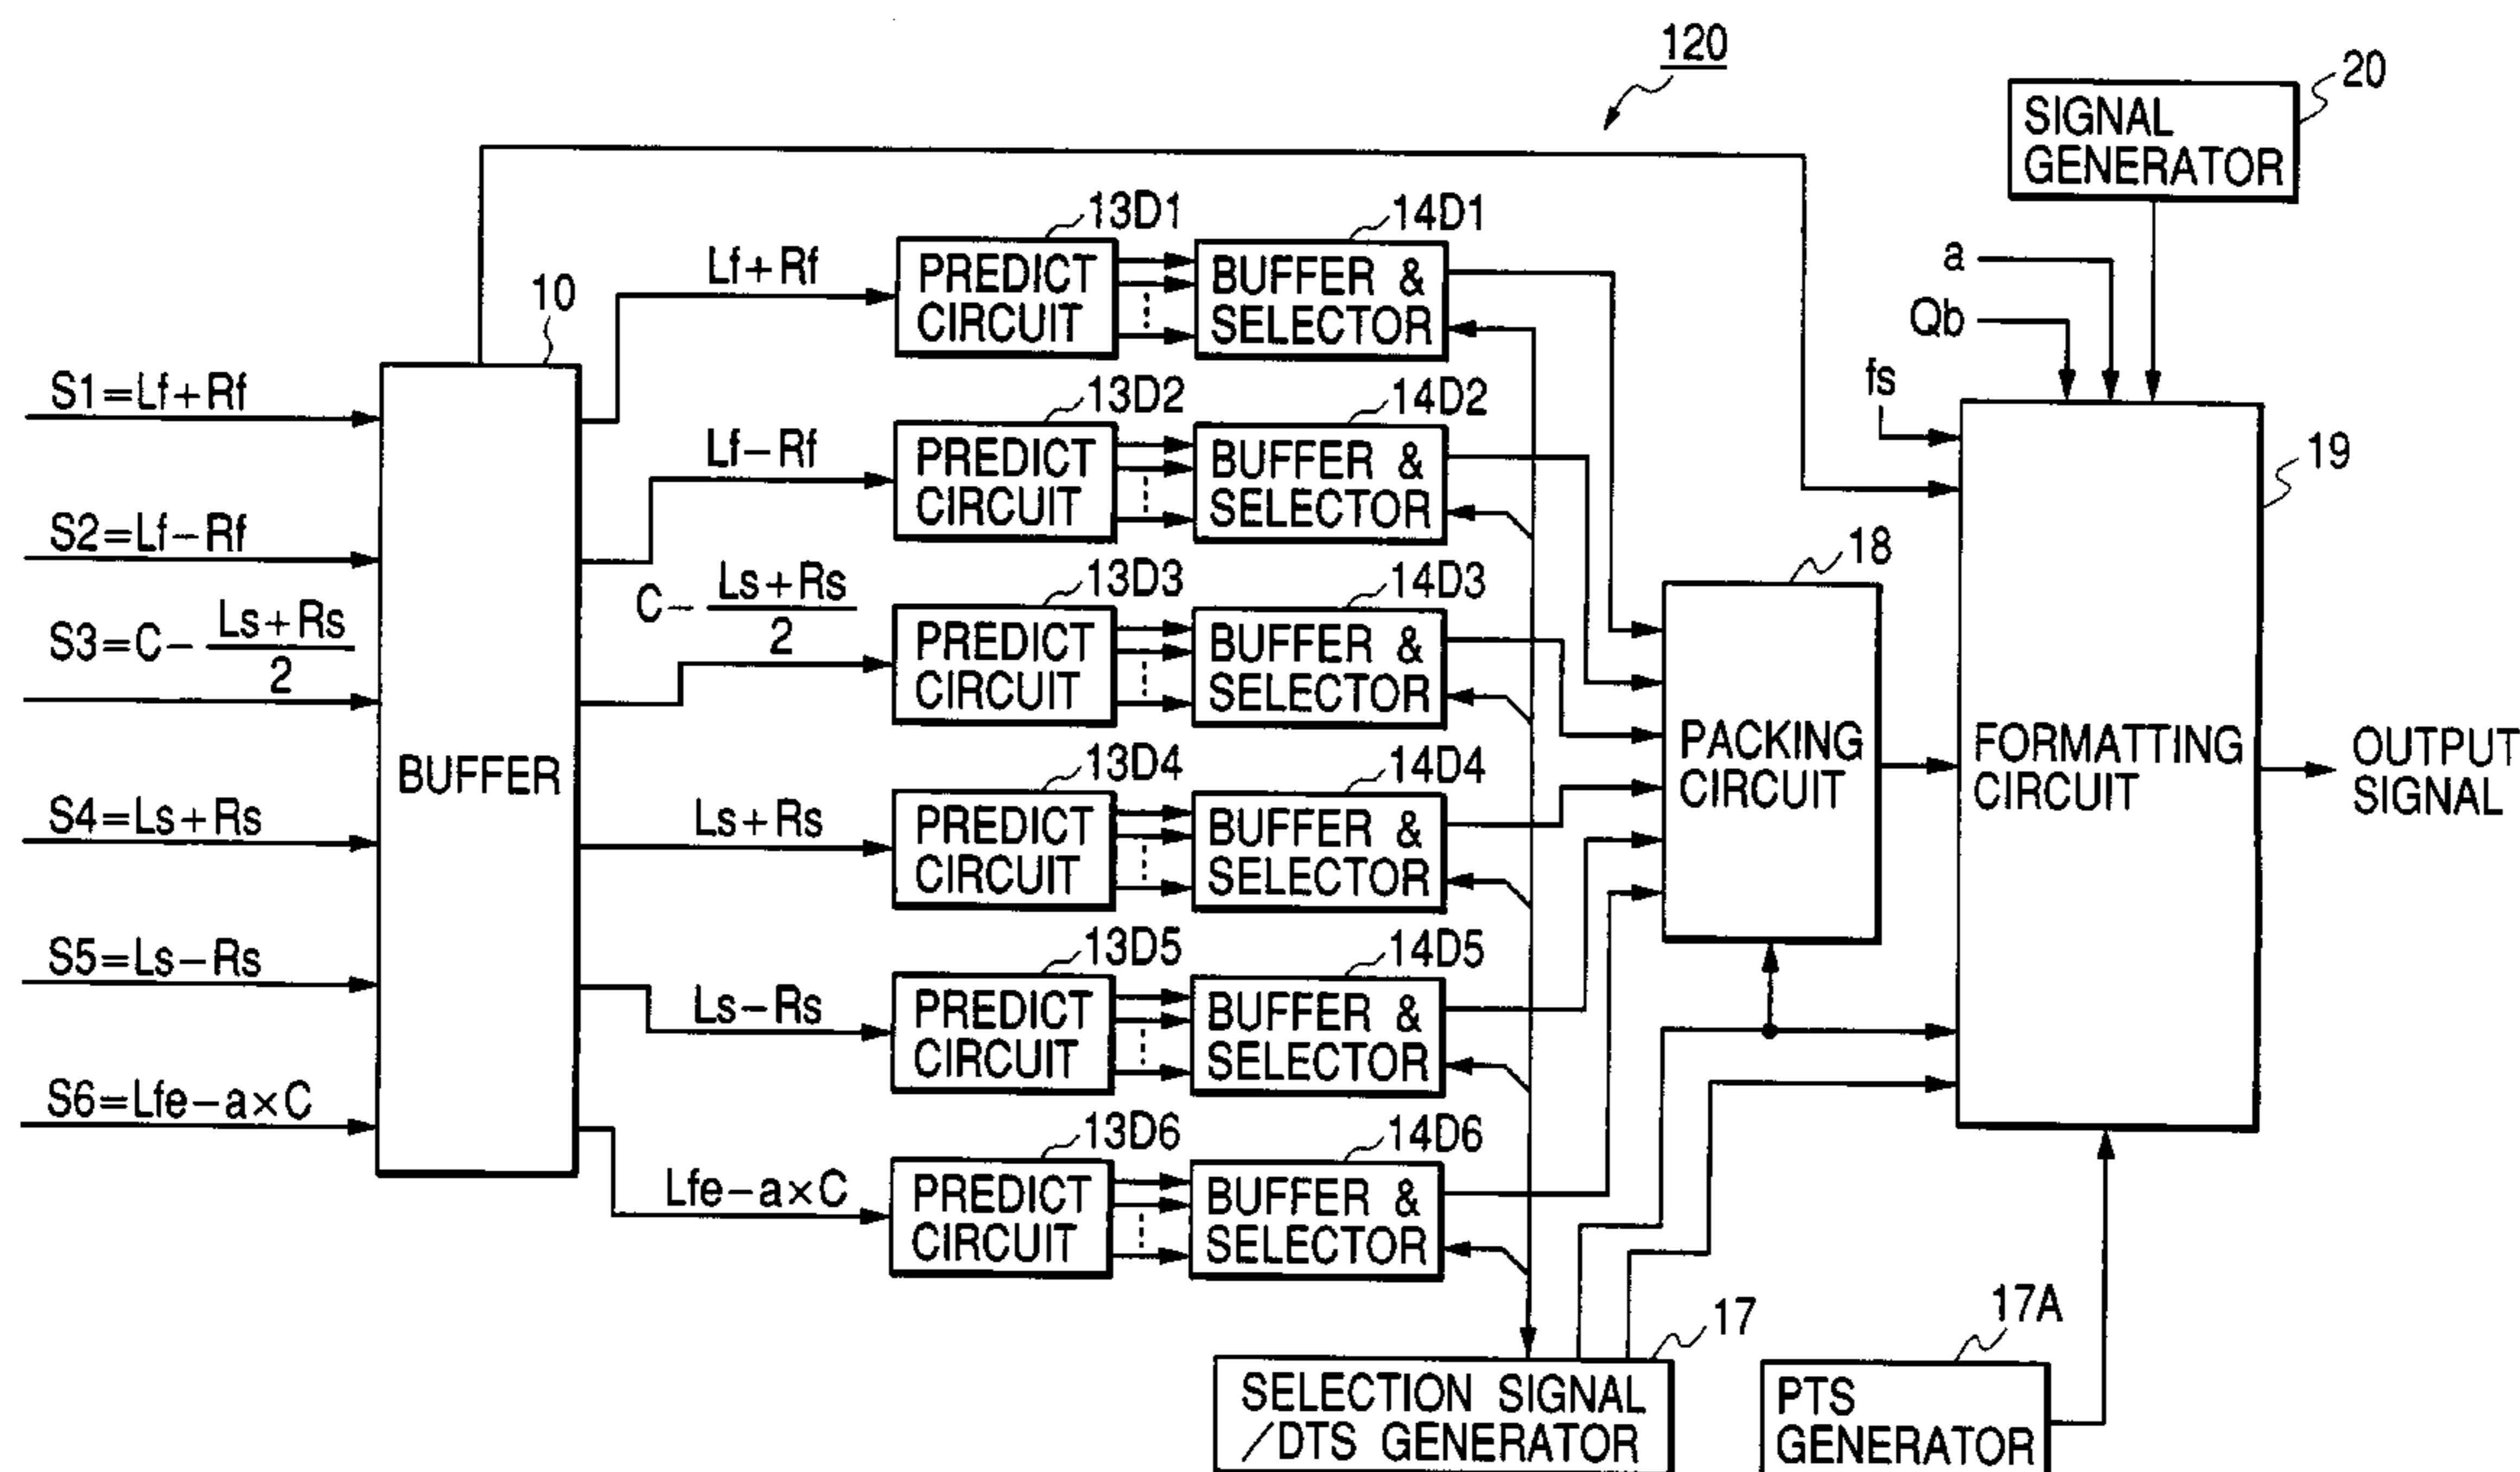 120
20
SIGNAL
GENERATOR
a
Qb
fs
19
10
BUFFER
S1=Lf+Rf
S2=Lf−Rf
S3=C− Ls+Rs
2
S4=Ls+Rs
S5=Ls−Rs
S6=Lfe−a×C
Lf+Rf
13D1
PREDICT
CIRCUIT
14D1
BUFFER &
SELECTOR
Lf−Rf
13D2
PREDICT
CIRCUIT
14D2
BUFFER &
SELECTOR
C− Ls+Rs
2
13D3
PREDICT
CIRCUIT
14D3
BUFFER &
SELECTOR
Ls+Rs
13D4
PREDICT
CIRCUIT
14D4
BUFFER &
SELECTOR
Ls−Rs
13D5
PREDICT
CIRCUIT
14D5
BUFFER &
SELECTOR
Lfe−a×C
13D6
PREDICT
CIRCUIT
14D6
BUFFER &
SELECTOR
18
PACKING
CIRCUIT
FORMATTING
CIRCUIT
OUTPUT
SIGNAL
17
SELECTION SIGNAL
/DTS GENERATOR
17A
PTS
GENERATOR